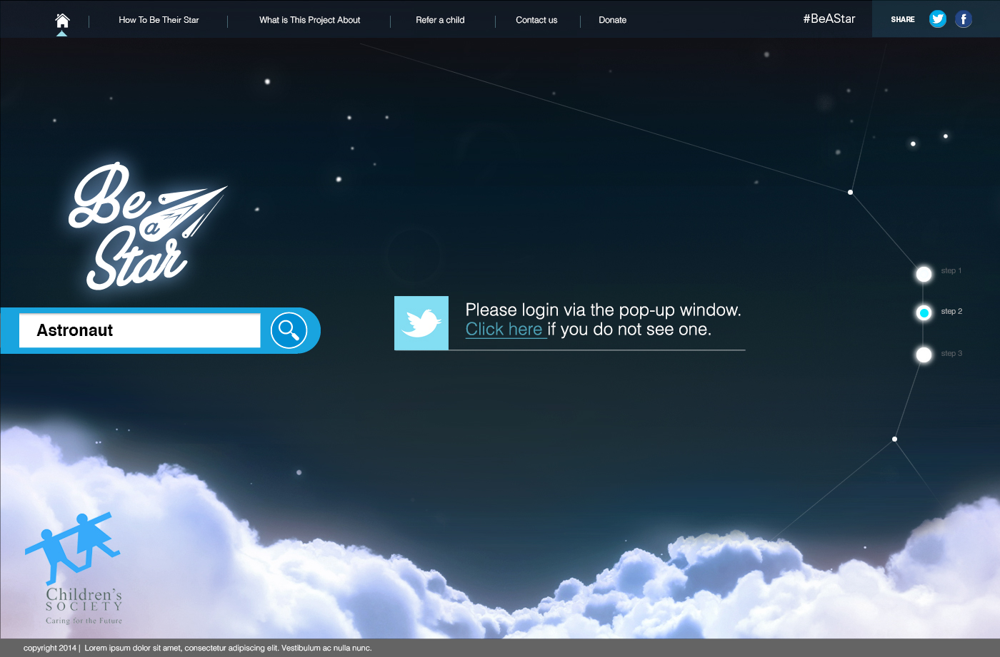 How To Be Their Star
What is This Project About
Refer a child
Contact us
Donate
#BeAStar
SHARE
Be
a
Star
step 1
step 2
step 3
Astronaut
Please login via the pop-up window.
Click here if you do not see one.
Children's
SOCIETY
Caring for the Future
copyright 2014 | Lorem ipsum dolor sit amet, consectetur adipiscing elit. Vestibulum ac nulla nunc.